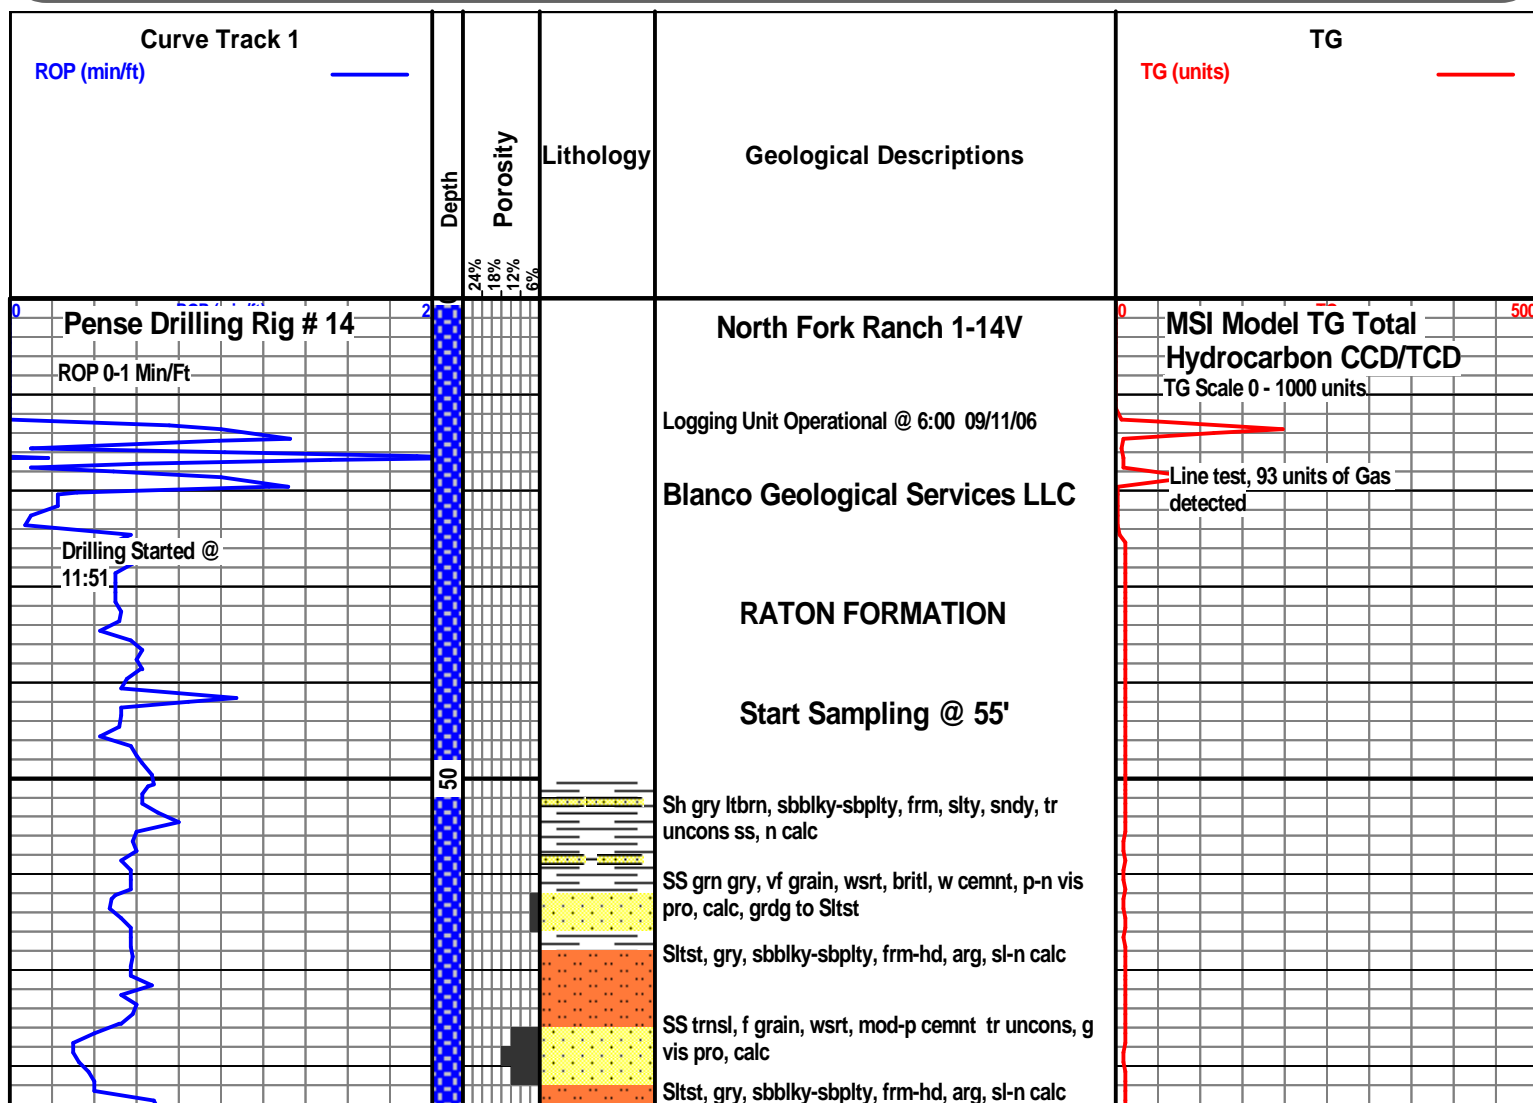 Curve Track 1
ROP (min/ft)
Depth
Porosity
24%
18%
12%
6%
Lithology
Geological Descriptions
TG
TG (units)
0
2
Pense Drilling Rig # 14
ROP 0-1 Min/Ft
Drilling Started @
11:51
50
North Fork Ranch 1-14V
Logging Unit Operational @ 6:00 09/11/06
Blanco Geological Services LLC
RATON FORMATION
Start Sampling @ 55'
Sh gry ltbrn, sbblky-sbplty, frm, slty, sndy, tr
uncons ss, n calc
SS grn gry, vf grain, wsrt, britl, w cemnt, p-n vis
pro, calc, grdg to Sltst
Sltst, gry, sbblky-sbplty, frm-hd, arg, sl-n calc
SS trnsl, f grain, wsrt, mod-p cemnt tr uncons, g
vis pro, calc
Sltst, gry, sbblky-sbplty, frm-hd, arg, sl-n calc
0
500
MSI Model TG Total
Hydrocarbon CCD/TCD
TG Scale 0 - 1000 units
Line test, 93 units of Gas
detected